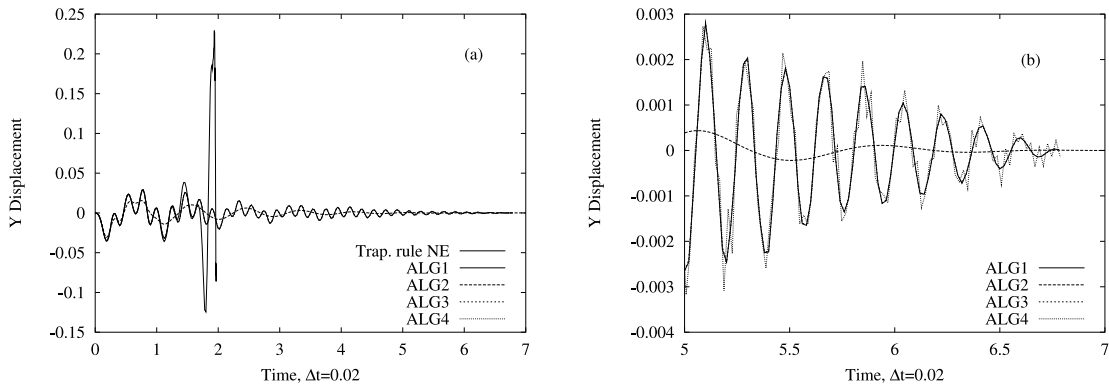 0.25
0.2
0.15
0.1
0.05
0
-0.05
-0.1
-0.15
Y Displacement
(a)
Trap. rule NE
ALG1
ALG2
ALG3
ALG4
0 1 2 3 4 5 6 7
Time, Δt=0.02
0.003
0.002
0.001
0
-0.001
-0.002
-0.003
-0.004
Y Displacement
(b)
ALG1
ALG2
ALG3
ALG4
5 5.5 6 6.5 7
Time, Δt=0.02